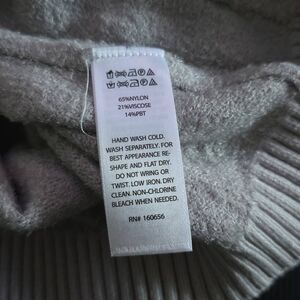 65%NYLON
21%VISCOSE
14%PBT
HAND WASH COLD.
WASH SEPARATELY. FOR
BEST APPEARANCE RE-
SHAPE AND FLAT DRY.
DO NOT WRING OR
TWIST. LOW IRON. DRY
CLEAN. NON-CHLORINE
BLEACH WHEN NEEDED.
RN# 160656